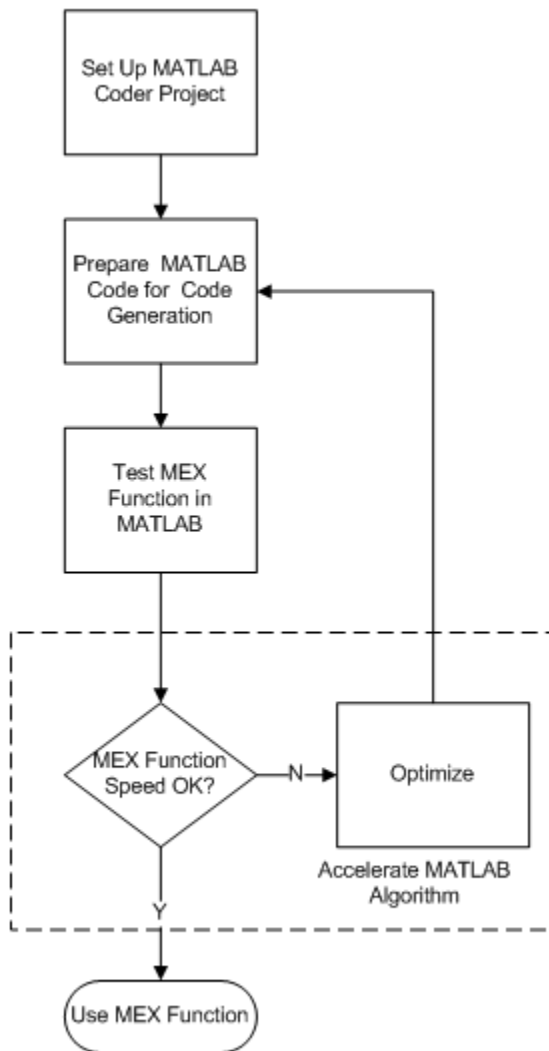 Set Up MATLAB
Coder Project
Prepare MATLAB
Code for Code
Generation
Test MEX
Function in
MATLAB
MEX Function
Speed OK?
N
Optimize
Accelerate MATLAB
Algorithm
Y
Use MEX Function